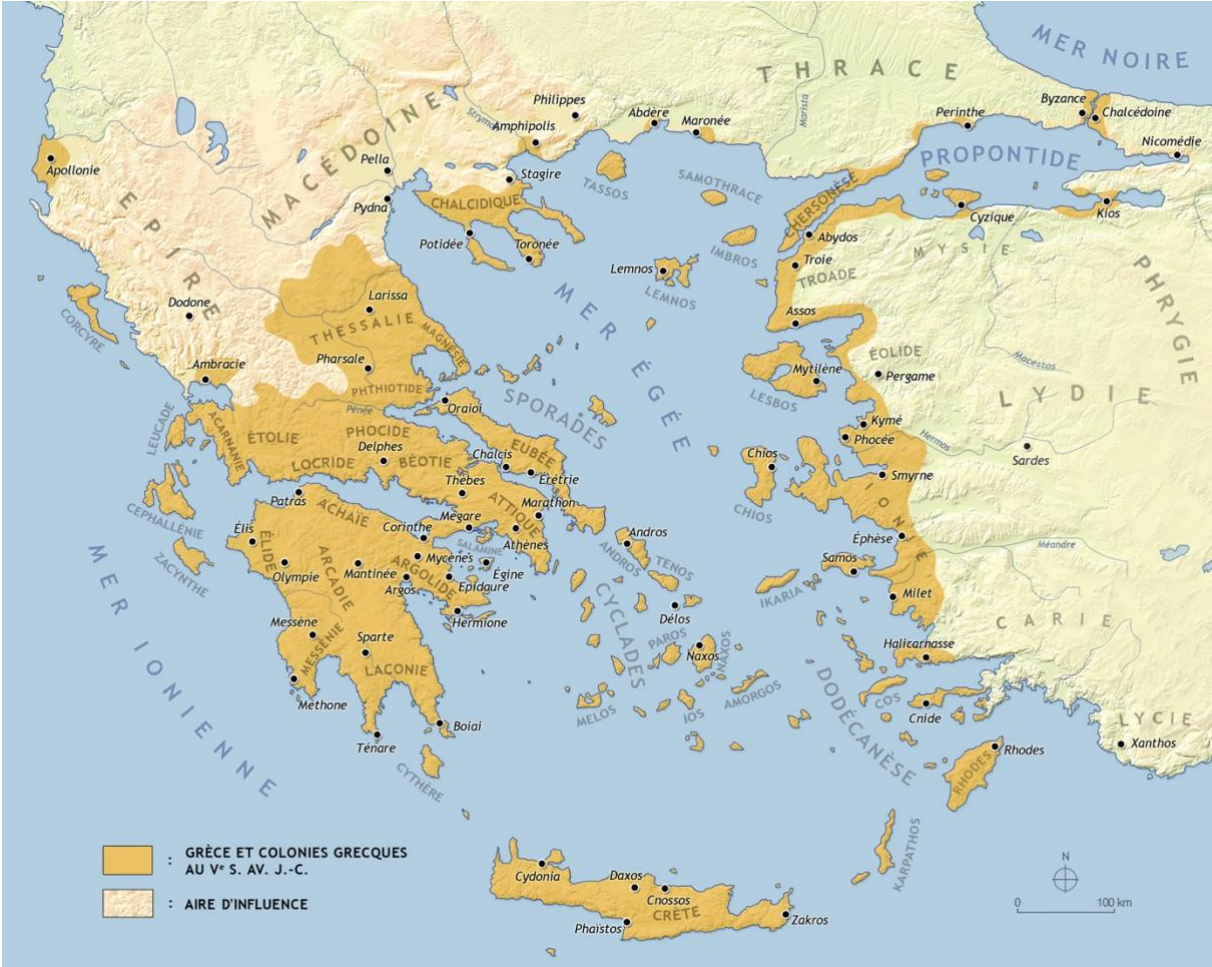 MER NOIRE
THRACE
Byzance
Chalcédoine
Philippes
Abdère
Perinthe
Marista
Maronée
Strymon
Amphipolis
MACÉDOINE
Nicomédie
PROPONTIDE
Apollonie
Pella
Stagire
TASSOS
SAMOTHRACE
CHERSONÈSE
Pydna
CHALCIDIQUE
Cyzique
Kios
EPIRE
Potidée
Toronée
IMBROS
Abydos
MYSIE
PHRYGIE
Troie
TROADE
Lemnos
LEMNOS
MER ÉGÉE
Dodone
Larissa
CORCYRE
THESSALIE
MAGNÉSIE
Assos
Ambracie
Pharsale
ÉOLIDE
Macestos
Pergame
Mytilène
LESBOS
LYDIE
PHTHIOTIDE
Pénée
Oraioi
SPORADES
LEUCADE
ACARNANIE
ÉTOLIE
PHOCIDE
Kymé
Phocée
Hermos
Delphes
EUBÉE
LOCRIDE
BÉOTIE
Chalcis
Érétrie
Chios
Sardes
Smyrne
Thèbes
IONIE
Patras
ACHAÏE
Marathon
ATTIQUE
CHIOS
CEPHALLÉNIE
Mégare
Corinthe
Élis
ÉLIDE
Athènes
SALAMINE
Andros
ANDROS
TENOS
Éphèse
Méandre
ZACYNTHE
ARCADIE
Mycènes
ARGOLIDE
Égine
Olympie
Mantinée
Argos
Epidaure
Samos
IKARIA
MER IONIENNE
Hermione
CYCLADES
Délos
Milet
CARIE
Messène
MESSÉNIE
Sparte
PAROS
Naxos
NAXOS
Halicarnasse
LACONIE
Méthone
AMORGOS
DODÉCANÈSE
COS
Cnide
MELOS
IOS
Boiai
Ténare
LYCIE
Xanthos
CYTHÈRE
Rhodes
RHODES
KARPATHOS
: GRÈCE ET COLONIES GRECQUES
AU Ve S. AV. J.-C.
: AIRE D'INFLUENCE
Cydonia
Daxos
Cnossos
CRÈTE
Phaïstos
Zakros
N
0 100 km